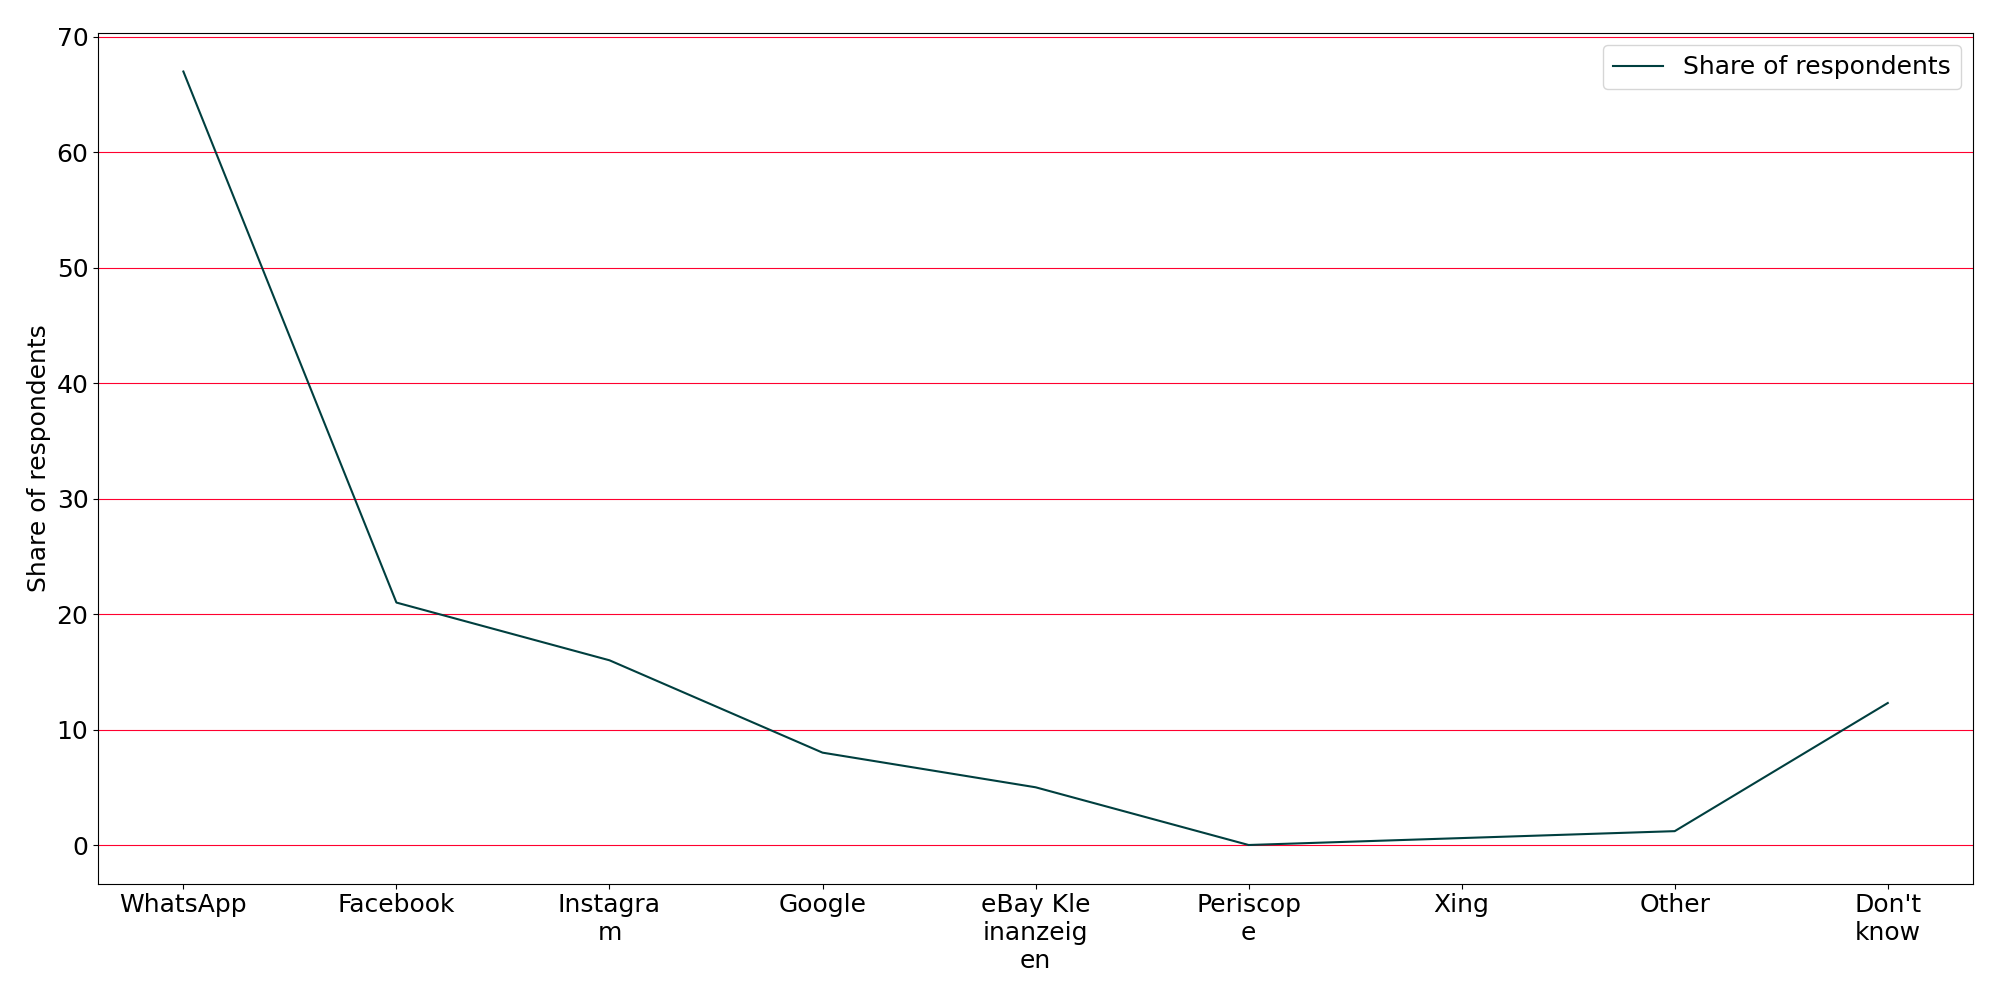 Share of respondents
Share of respondents
70
60
50
40
30
20
10
0
WhatsApp
Facebook
Instagra
m
Google
eBay Kle
inanzeig
en
Periscop
e
Xing
Other
Don't
know